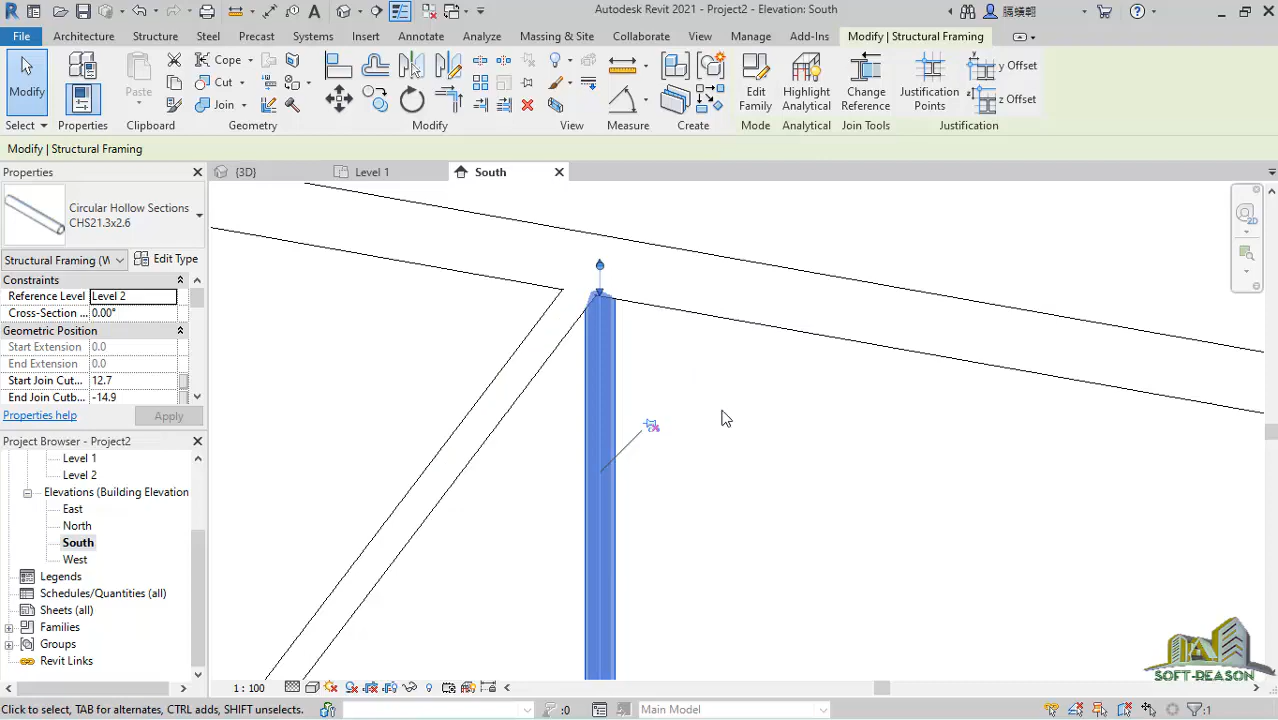 Autodesk Revit 2021 - Project2 - Elevation: South
File
Architecture
Structure
Steel
Precast
Systems
Insert
Annotate
Analyze
Massing & Site
Collaborate
View
Manage
Add-Ins
Modify | Structural Framing
Modify
Select
Properties
Paste
Cope
Cut
Join
Clipboard
Geometry
Modify
View
Measure
Create
Edit
Family
Mode
Highlight
Analytical
Analytical
Change
Reference
Join Tools
Justification
Points
y Offset
z Offset
Justification
Modify | Structural Framing
Properties
{3D}
Level 1
South
Circular Hollow Sections
CHS21.3x2.6
Structural Framing (W
Edit Type
Constraints
Reference Level
Level 2
Cross-Section ...
0.00°
Geometric Position
Start Extension
0.0
End Extension
0.0
Start Join Cut...
12.7
End Join Cutb...
-14.9
Properties help
Apply
Project Browser - Project2
Level 1
Level 2
Elevations (Building Elevation
East
North
South
West
Legends
Schedules/Quantities (all)
Sheets (all)
Families
Groups
Revit Links
1 : 100
2D
SOFT-REASON
Click to select, TAB for alternates, CTRL adds, SHIFT unselects.
:0
Main Model
:1